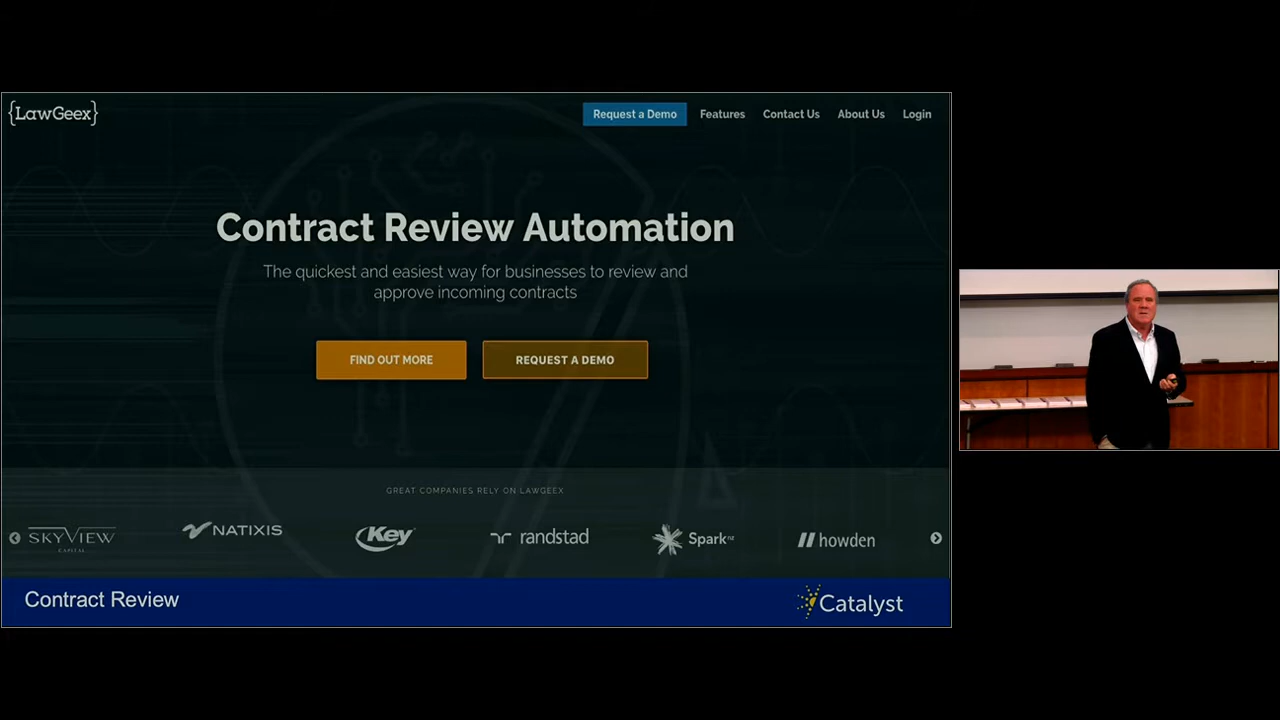 {LawGeex}
Request a Demo Features Contact Us About Us Login
Contract Review Automation
The quickest and easiest way for businesses to review and
approve incoming contracts
FIND OUT MORE REQUEST A DEMO
GREAT COMPANIES RELY ON LAWGEEX
SKYVIEW
CAPITAL
NATIXIS
Key
randstad
Spark nz
howden
Contract Review
Catalyst